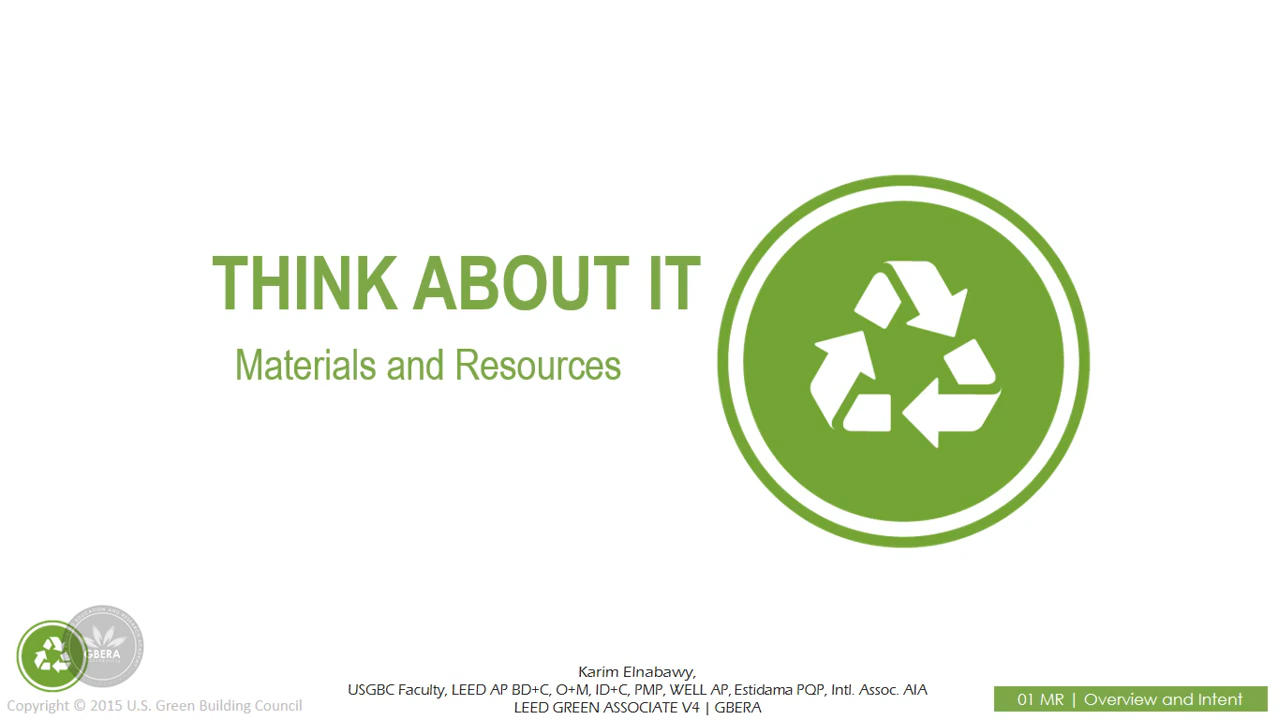 THINK ABOUT IT
Materials and Resources
GBERA
Copyright © 2015 U.S. Green Building Council
Karim Elnabawy,
USGBC Faculty, LEED AP BD+C, O+M, ID+C, PMP, WELL AP, Estidama PQP, Intl. Assoc. AIA
LEED GREEN ASSOCIATE V4 | GBERA
01 MR | Overview and Intent